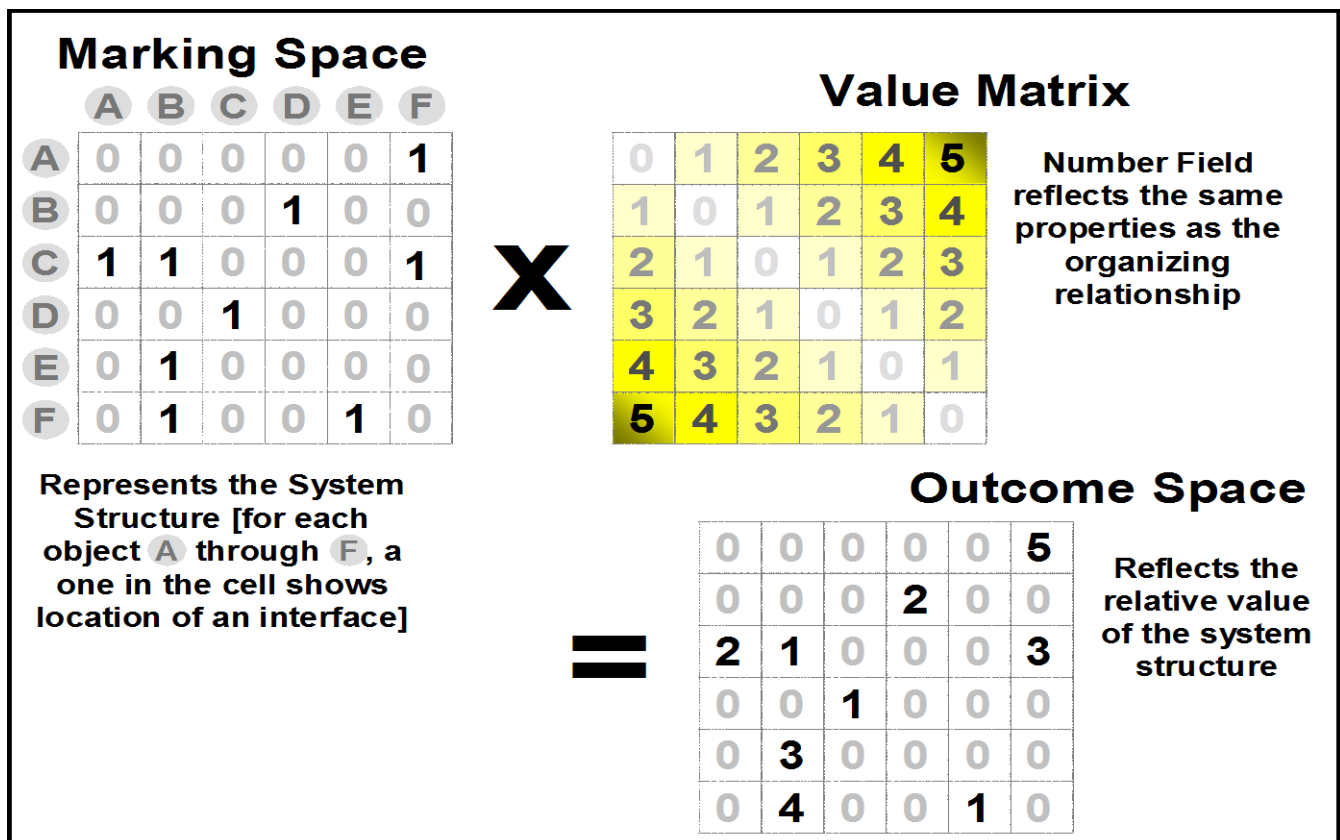 Marking Space
A B C D E F
A 0 0 0 0 0 1
B 0 0 0 1 0 0
C 1 1 0 0 0 1
D 0 0 1 0 0 0
E 0 1 0 0 0 0
F 0 1 0 0 1 0
Represents the System
Structure [for each
object A through F, a
one in the cell shows
location of an interface]
X
Value Matrix
0 1 2 3 4 5
1 0 1 2 3 4
2 1 0 1 2 3
3 2 1 0 1 2
4 3 2 1 0 1
5 4 3 2 1 0
Number Field
reflects the same
properties as the
organizing
relationship
=
Outcome Space
0 0 0 0 0 5
0 0 0 2 0 0
2 1 0 0 0 3
0 0 1 0 0 0
0 3 0 0 0 0
0 4 0 0 1 0
Reflects the
relative value
of the system
structure